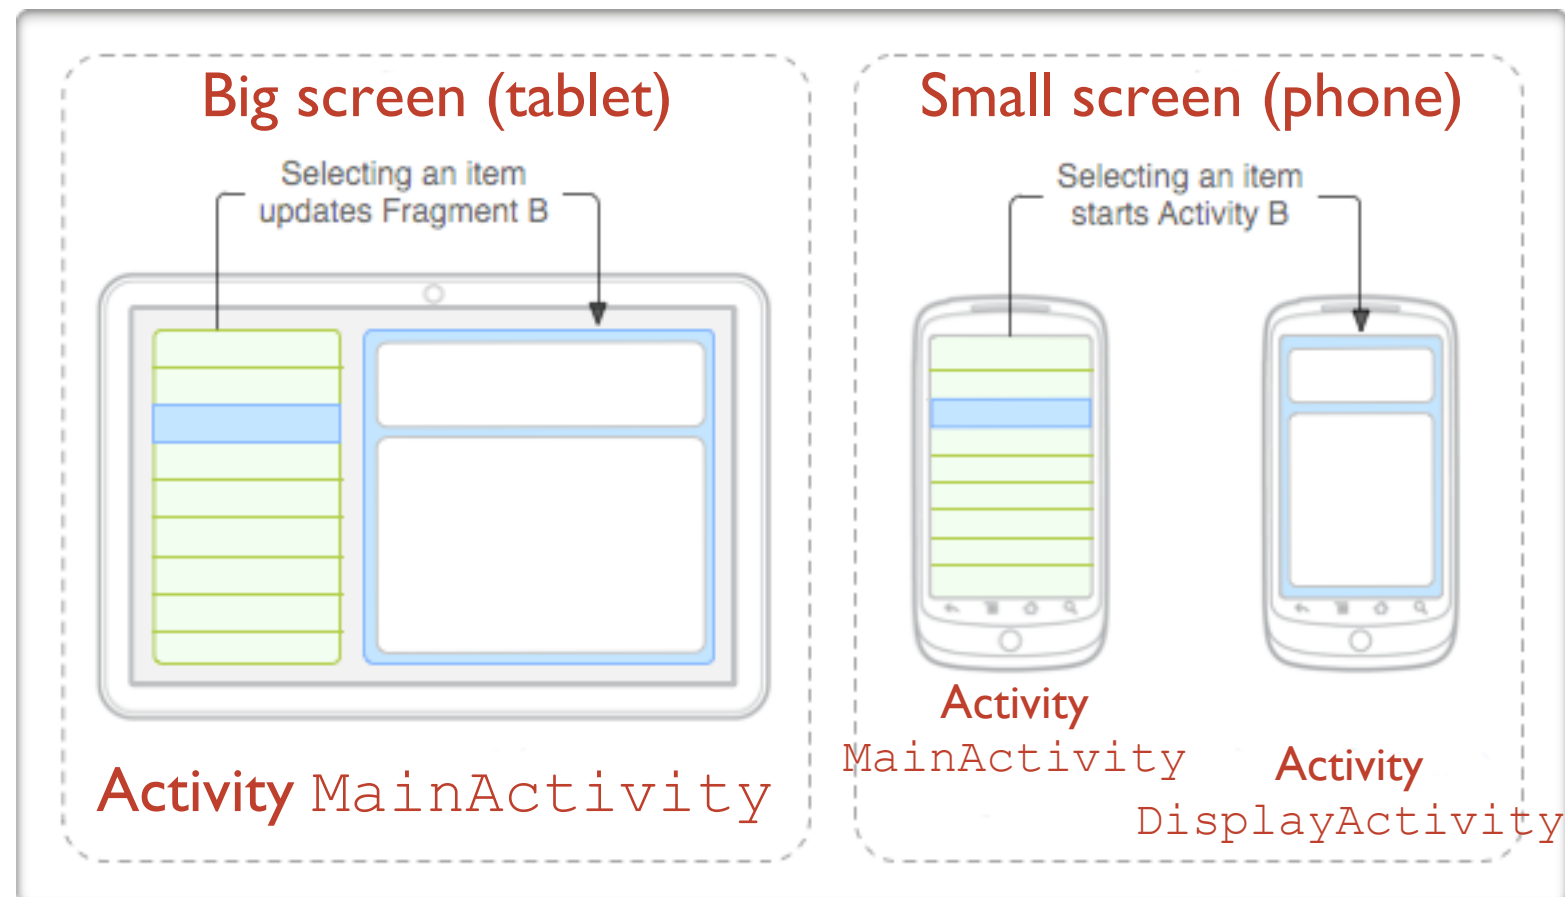 Big screen (tablet)
Selecting an item
updates Fragment B
Activity MainActivity
Small screen (phone)
Selecting an item
starts Activity B
Activity
MainActivity
Activity
DisplayActivity